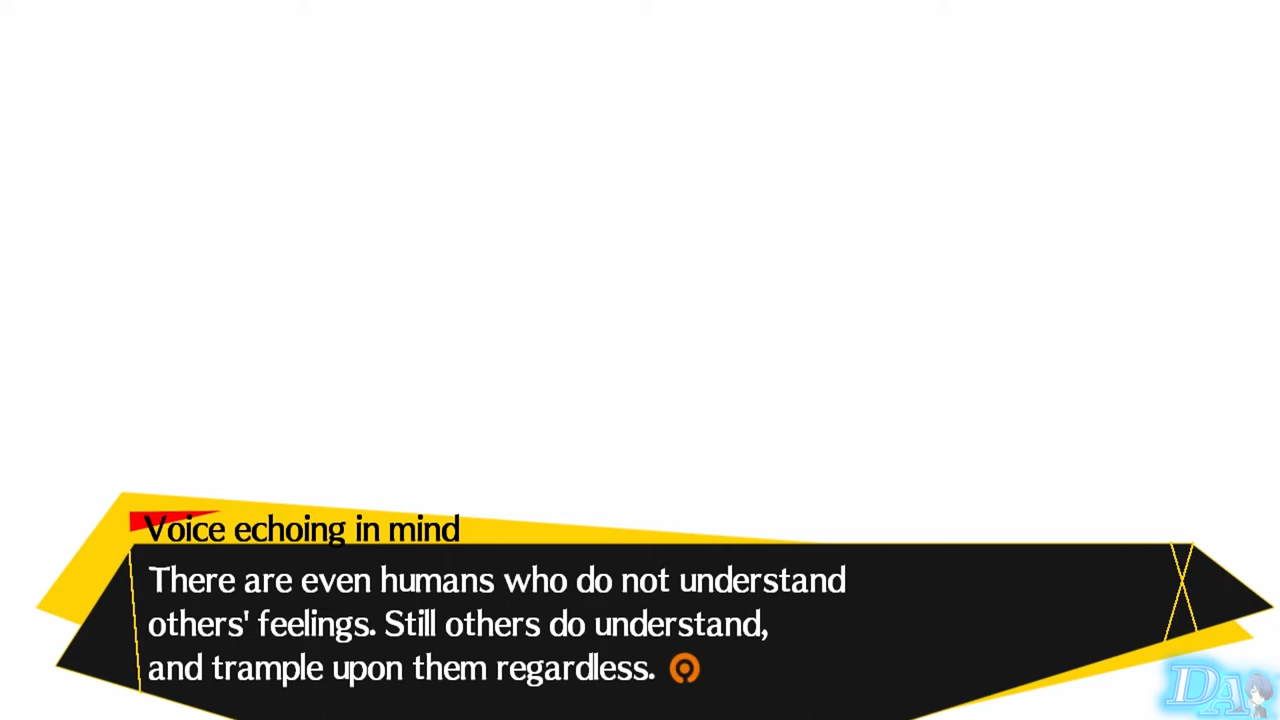 Voice echoing in mind
There are even humans who do not understand
others' feelings. Still others do understand,
and trample upon them regardless.
DA